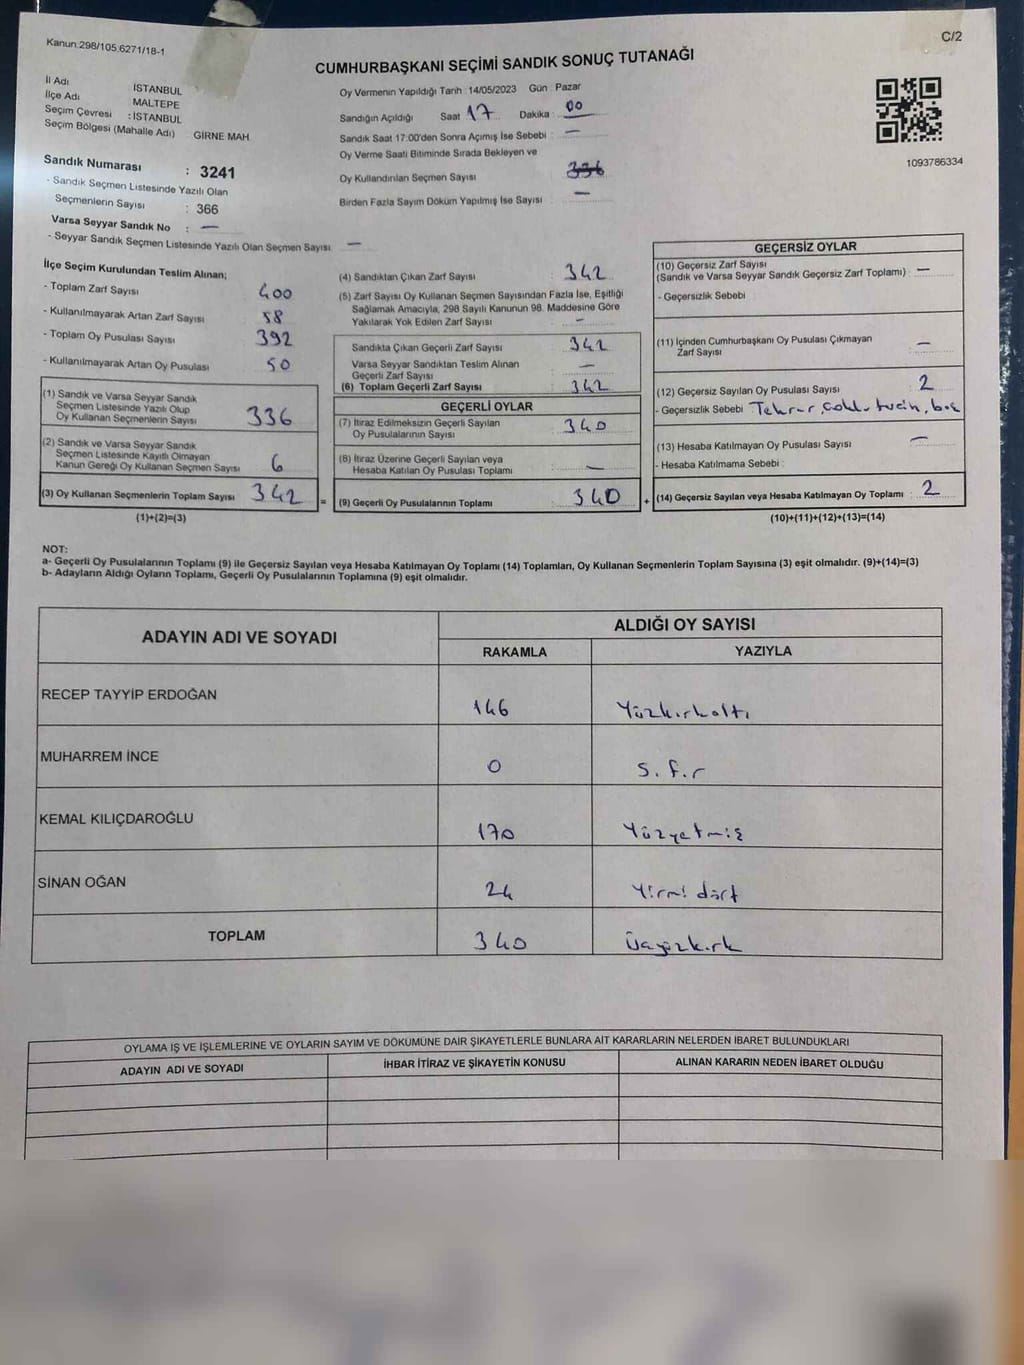 Kanun:298/105.6271/18-1
C/2
CUMHURBAŞKANI SEÇİMİ SANDIK SONUÇ TUTANAĞI
İl Adı : İSTANBUL
İlçe Adı MALTEPE
Seçim Çevresi : İSTANBUL
Seçim Bölgesi (Mahalle Adı) GİRNE MAH.
Sandık Numarası : 3241
- Sandık Seçmen Listesinde Yazılı Olan
Seçmenlerin Sayısı : 366
Varsa Seyyar Sandık No : —
- Seyyar Sandık Seçmen Listesinde Yazılı Olan Seçmen Sayısı: —
Oy Vermenin Yapıldığı Tarih : 14/05/2023 Gün : Pazar
Sandığın Açıldığı Saat 17 Dakika : 00
Sandık Saat 17:00'den Sonra Açılmış İse Sebebi : —
Oy Verme Saati Bitiminde Sırada Bekleyen ve
Oy Kullandırılan Seçmen Sayısı 336
Birden Fazla Sayım Döküm Yapılmış İse Sayısı : —
1093786334
İlçe Seçim Kurulundan Teslim Alınan;
- Toplam Zarf Sayısı 400
- Kullanılmayarak Artan Zarf Sayısı 58
- Toplam Oy Pusulası Sayısı 392
- Kullanılmayarak Artan Oy Pusulası 50
(1) Sandık ve Varsa Seyyar Sandık
Seçmen Listesinde Yazılı Olup
Oy Kullanan Seçmenlerin Sayısı 336
(2) Sandık ve Varsa Seyyar Sandık
Seçmen Listesinde Kayıtlı Olmayan
Kanun Gereği Oy Kullanan Seçmen Sayısı 6
(3) Oy Kullanan Seçmenlerin Toplam Sayısı 342 =
(1)+(2)=(3)
(4) Sandıktan Çıkan Zarf Sayısı : 342
(5) Zarf Sayısı Oy Kullanan Seçmen Sayısından Fazla İse, Eşitliği
Sağlamak Amacıyla, 298 Sayılı Kanunun 98. Maddesine Göre
Yakılarak Yok Edilen Zarf Sayısı : —
Sandıkta Çıkan Geçerli Zarf Sayısı : 342
Varsa Seyyar Sandıktan Teslim Alınan
Geçerli Zarf Sayısı : —
(6) Toplam Geçerli Zarf Sayısı : 342
GEÇERLİ OYLAR
(7) İtiraz Edilmeksizin Geçerli Sayılan
Oy Pusulalarının Sayısı : 340
(8) İtiraz Üzerine Geçerli Sayılan veya
Hesaba Katılan Oy Pusulası Toplamı : —
(9) Geçerli Oy Pusulalarının Toplamı : 340 +
GEÇERSİZ OYLAR
(10) Geçersiz Zarf Sayısı
(Sandık ve Varsa Seyyar Sandık Geçersiz Zarf Toplamı) : —
- Geçersizlik Sebebi :
(11) İçinden Cumhurbaşkanı Oy Pusulası Çıkmayan
Zarf Sayısı : —
(12) Geçersiz Sayılan Oy Pusulası Sayısı : 2
- Geçersizlik Sebebi Tekrar, çoklu tercih, boş
(13) Hesaba Katılmayan Oy Pusulası Sayısı : —
- Hesaba Katılmama Sebebi :
(14) Geçersiz Sayılan veya Hesaba Katılmayan Oy Toplamı : 2
(10)+(11)+(12)+(13)=(14)
NOT:
a- Geçerli Oy Pusulalarının Toplamı (9) ile Geçersiz Sayılan veya Hesaba Katılmayan Oy Toplamı (14) Toplamları, Oy Kullanan Seçmenlerin Toplam Sayısına (3) eşit olmalıdır. (9)+(14)=(3)
b- Adayların Aldığı Oyların Toplamı, Geçerli Oy Pusulalarının Toplamına (9) eşit olmalıdır.
ADAYIN ADI VE SOYADI ALDIĞI OY SAYISI
RAKAMLA YAZIYLA
RECEP TAYYİP ERDOĞAN 146 Yüzkırkaltı
MUHARREM İNCE 0 Sıfır
KEMAL KILIÇDAROĞLU 170 Yüzyetmiş
SİNAN OĞAN 24 Yirmi dört
TOPLAM 340 Üçyüzkırk
OYLAMA İŞ VE İŞLEMLERİNE VE OYLARIN SAYIM VE DÖKÜMÜNE DAİR ŞİKAYETLERLE BUNLARA AİT KARARLARIN NELERDEN İBARET BULUNDUKLARI
ADAYIN ADI VE SOYADI İHBAR İTİRAZ VE ŞİKAYETİN KONUSU ALINAN KARARIN NEDEN İBARET OLDUĞU